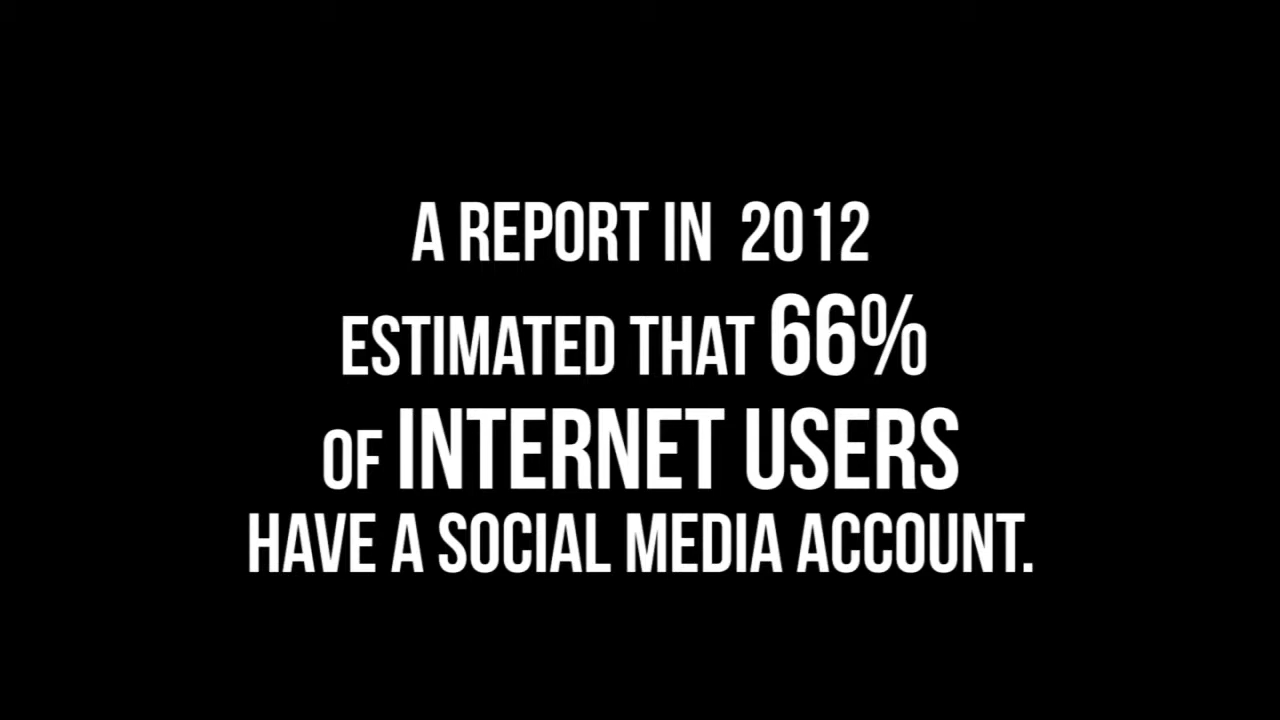 A REPORT IN 2012
ESTIMATED THAT 66%
OF INTERNET USERS
HAVE A SOCIAL MEDIA ACCOUNT.